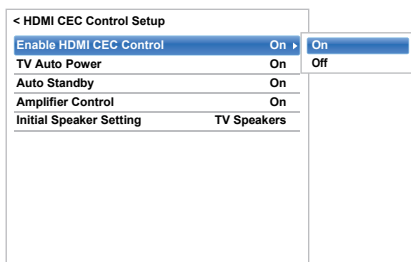 < HDMI CEC Control Setup
Enable HDMI CEC Control On
On
TV Auto Power On
Off
Auto Standby On
Amplifier Control On
Initial Speaker Setting TV Speakers